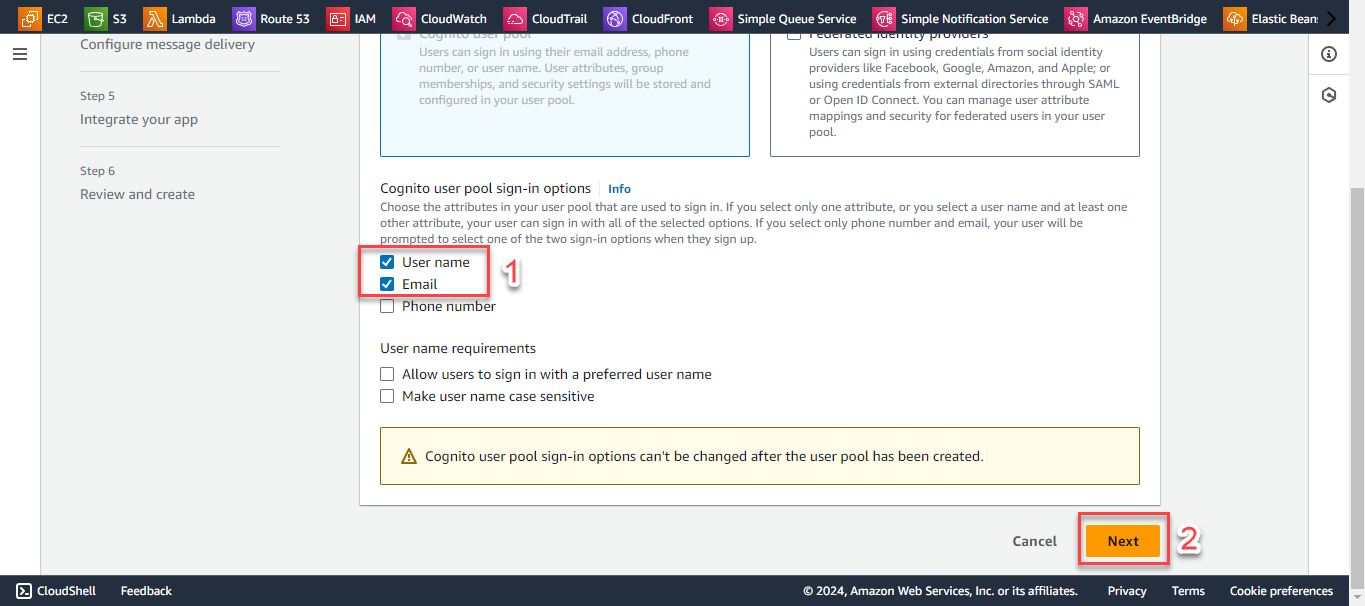 EC2
S3
Lambda
Route 53
IAM
CloudWatch
CloudTrail
CloudFront
Simple Queue Service
Simple Notification Service
Amazon EventBridge
Elastic Beans
Configure message delivery
Step 5
Integrate your app
Step 6
Review and create
Cognito user pool
Users can sign in using their email address, phone
number, or user name. User attributes, group
memberships, and security settings will be stored and
configured in your user pool.
Federated identity providers
Users can sign in using credentials from social identity
providers like Facebook, Google, Amazon, and Apple; or
using credentials from external directories through SAML
or Open ID Connect. You can manage user attribute
mappings and security for federated users in your user
pool.
Cognito user pool sign-in options
Info
Choose the attributes in your user pool that are used to sign in. If you select only one attribute, or you select a user name and at least one
other attribute, your user can sign in with all of the selected options. If you select only phone number and email, your user will be
prompted to select one of the two sign-in options when they sign up.
User name
Email
1
Phone number
User name requirements
Allow users to sign in with a preferred user name
Make user name case sensitive
Cognito user pool sign-in options can't be changed after the user pool has been created.
Cancel
Next
2
CloudShell
Feedback
© 2024, Amazon Web Services, Inc. or its affiliates.
Privacy
Terms
Cookie preferences